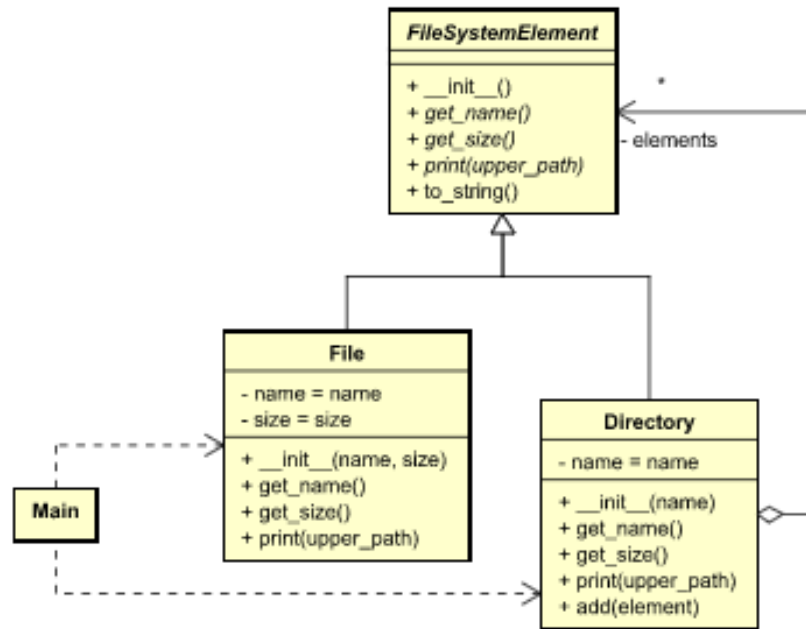 FileSystemElement
+ __init__()
+ get_name()
+ get_size()
+ print(upper_path)
+ to_string()
*
- elements
File
- name = name
- size = size
+ __init__(name, size)
+ get_name()
+ get_size()
+ print(upper_path)
Directory
- name = name
+ __init__(name)
+ get_name()
+ get_size()
+ print(upper_path)
+ add(element)
Main